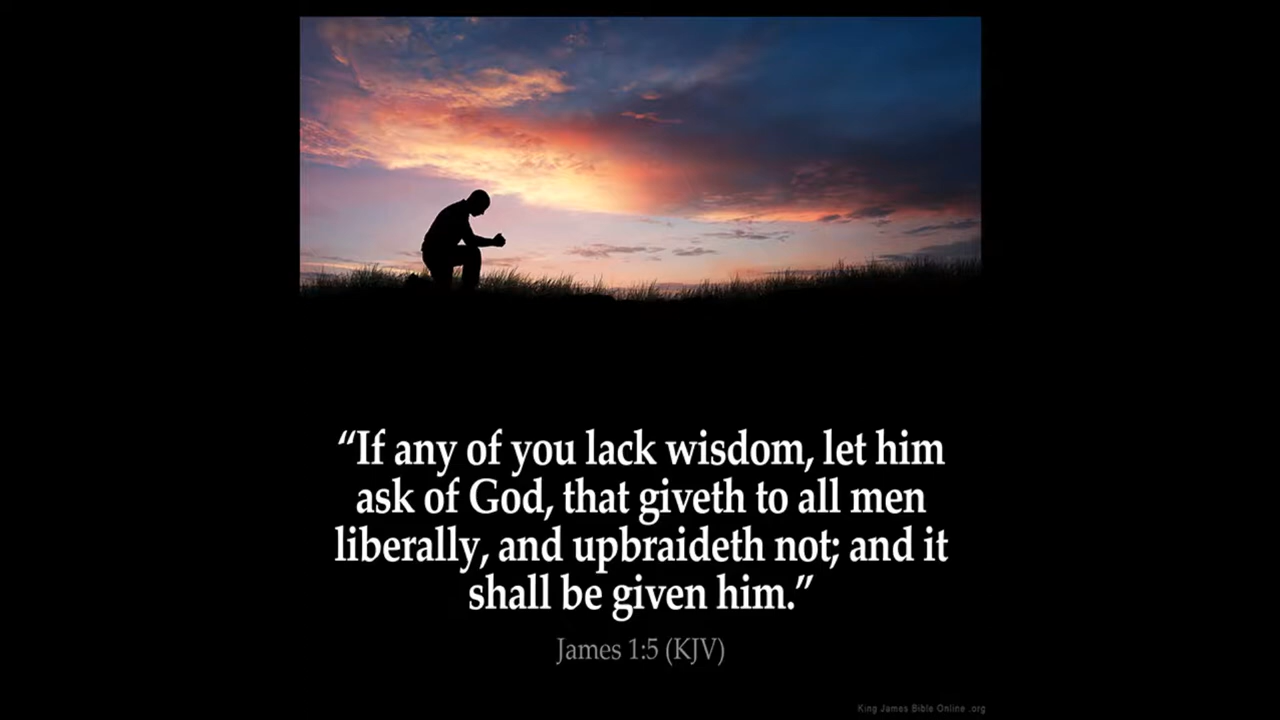 “If any of you lack wisdom, let him
ask of God, that giveth to all men
liberally, and upbraideth not; and it
shall be given him.”
James 1:5 (KJV)
King James Bible Online .org